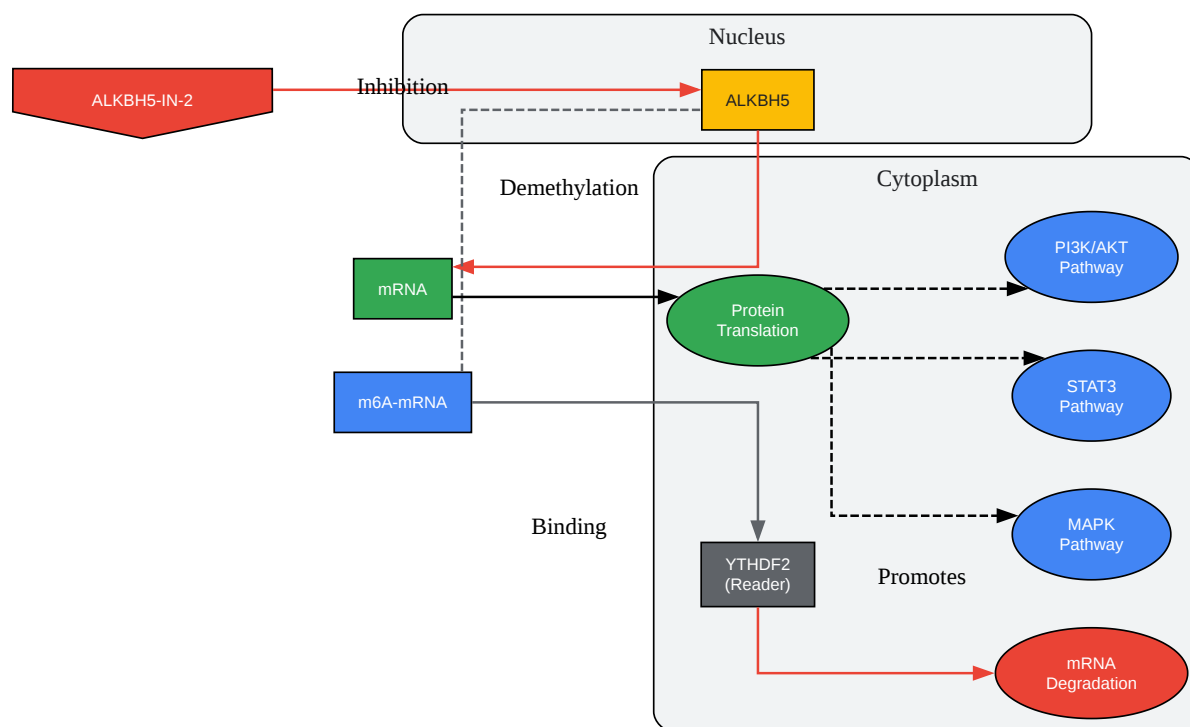 Nucleus
Inhibition
ALKBH5-IN-2
ALKBH5
Demethylation
Cytoplasm
PI3K/AKT
Pathway
mRNA
Protein
Translation
STAT3
Pathway
m6A-mRNA
Binding
MAPK
Pathway
YTHDF2
(Reader)
Promotes
mRNA
Degradation